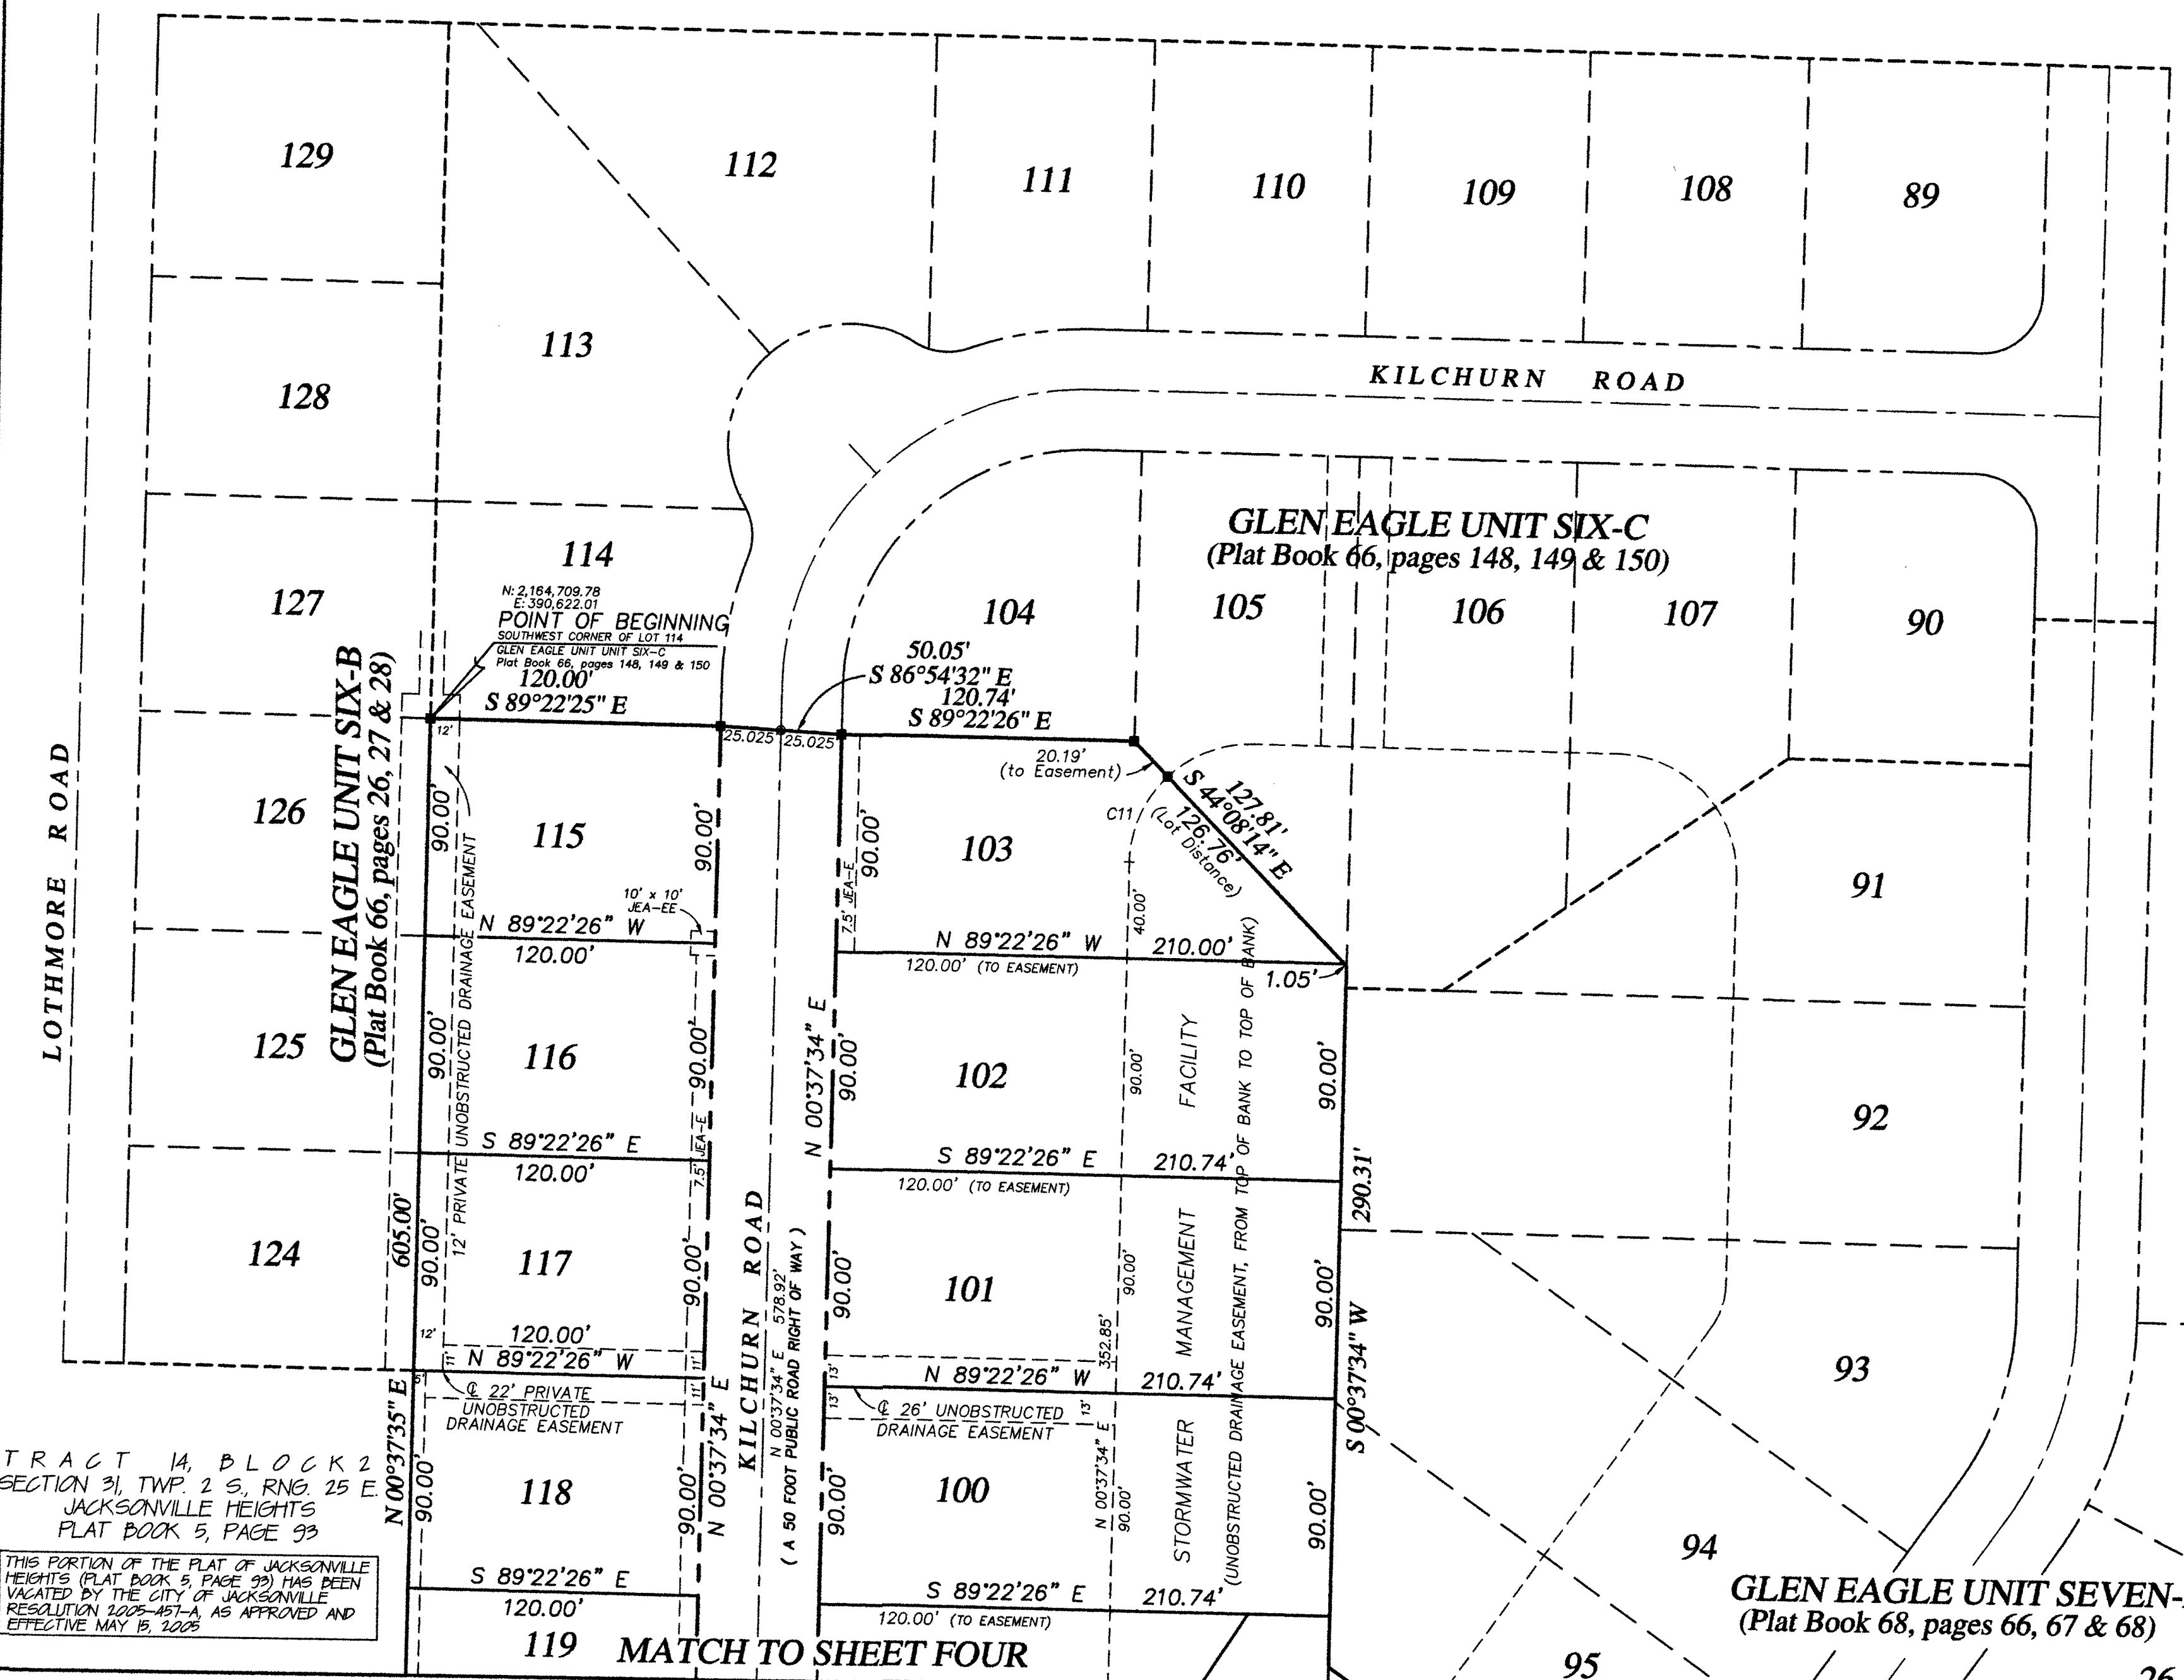 129
112
111
110
109
108
89
113
128
KILCHURN ROAD
114
127
GLEN EAGLE UNIT SIX-C
(Plat Book 66, pages 148, 149 & 150)
104
105
106
107
90
N: 2,164,709.78
E: 390,622.01
POINT OF BEGINNING
SOUTHWEST CORNER OF LOT 114
GLEN EAGLE UNIT UNIT SIX-C
Plat Book 66, pages 148, 149 & 150
120.00'
S 89°22'25" E
50.05'
S 86°54'32" E
120.74'
S 89°22'26" E
25.025
25.025
12'
20.19'
(to Easement)
127.81'
S 44°08'14" E
126.76'
(Lot Distance)
C11
LOTHMORE ROAD
GLEN EAGLE UNIT SIX-B
(Plat Book 66, pages 26, 27 & 28)
126
90.00'
115
90.00'
90.00'
103
91
10' x 10'
JEA-EE
7.5' JEA-E
40.00'
N 89°22'26" W
120.00'
N 89°22'26" W 210.00'
120.00' (TO EASEMENT)
1.05'
12' PRIVATE UNOBSTRUCTED DRAINAGE EASEMENT
125
90.00'
116
90.00'
N 00°37'34" E
90.00'
102
90.00'
90.00'
92
7.5' JEA-E
S 89°22'26" E
120.00'
S 89°22'26" E 210.74'
120.00' (TO EASEMENT)
290.31'
STORMWATER MANAGEMENT FACILITY
(UNOBSTRUCTED DRAINAGE EASEMENT, FROM TOP OF BANK TO TOP OF BANK)
124
605.00'
90.00'
117
90.00'
KILCHURN ROAD
N 00°37'34" E 578.92'
( A 50 FOOT PUBLIC ROAD RIGHT OF WAY )
90.00'
101
90.00'
90.00'
93
352.85'
S 00°37'34" W
12'
120.00'
11'
N 89°22'26" W
11'
13'
N 89°22'26" W 210.74'
5'
℄ 22' PRIVATE
UNOBSTRUCTED
DRAINAGE EASEMENT
11'
13'
℄ 26' UNOBSTRUCTED
DRAINAGE EASEMENT
13'
N 00°37'35" E
90.00'
118
90.00'
N 00°37'34" E
90.00'
100
N 00°37'34" E
90.00'
90.00'
94
TRACT 14, BLOCK 2
SECTION 31, TWP. 2 S., RNG. 25 E.
JACKSONVILLE HEIGHTS
PLAT BOOK 5, PAGE 93
THIS PORTION OF THE PLAT OF JACKSONVILLE
HEIGHTS (PLAT BOOK 5, PAGE 93) HAS BEEN
VACATED BY THE CITY OF JACKSONVILLE
RESOLUTION 2005-457-A, AS APPROVED AND
EFFECTIVE MAY 15, 2005
S 89°22'26" E
120.00'
S 89°22'26" E 210.74'
120.00' (TO EASEMENT)
GLEN EAGLE UNIT SEVEN-
(Plat Book 68, pages 66, 67 & 68)
119
MATCH TO SHEET FOUR
95